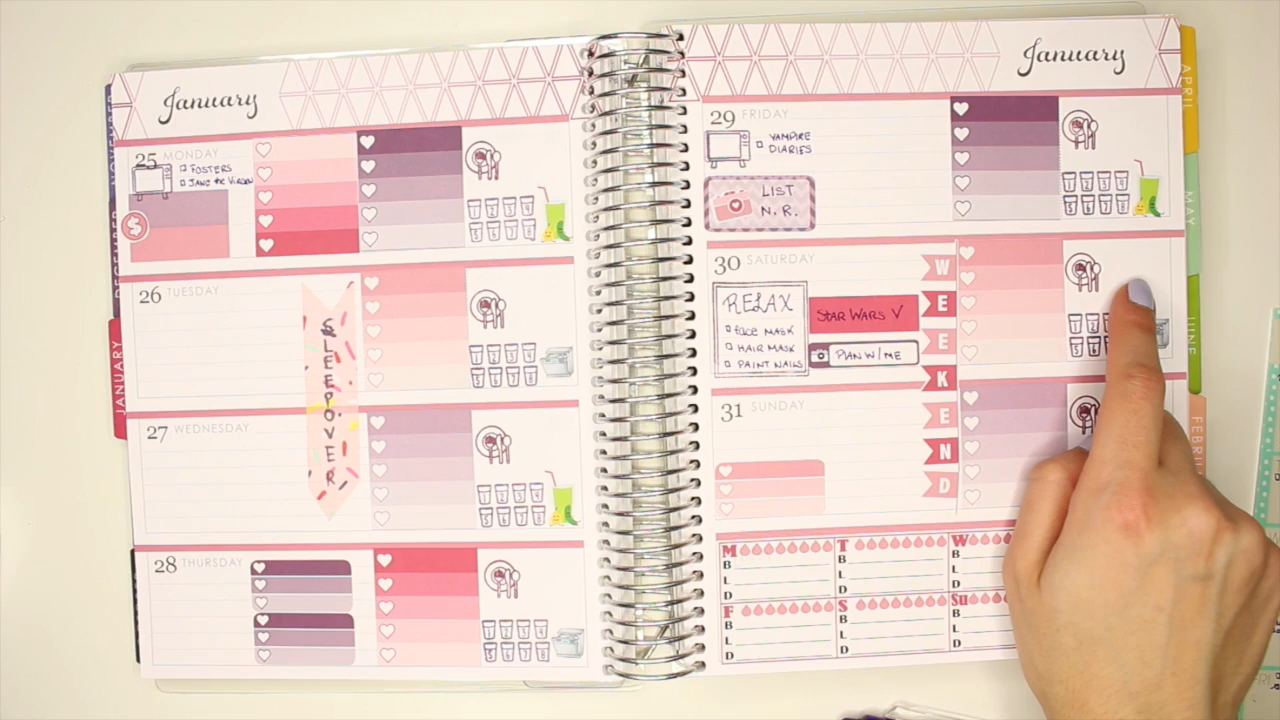 January
25 MONDAY
FOSTERS
JANE the VIRGIN
26 TUESDAY
SLEEPOVER
27 WEDNESDAY
28 THURSDAY
January
29 FRIDAY
VAMPIRE
DIARIES
LIST
N. R.
30 SATURDAY
RELAX
FACE MASK
HAIR MASK
PAINT NAILS
STAR WARS V
PLAN W/ME
WEEKEND
31 SUNDAY
M T W
B B B
L L L
D D D
F S Su
B B B
L L L
D D D
NOVEMBER
DECEMBER
JANUARY
APRIL
MAY
JUNE